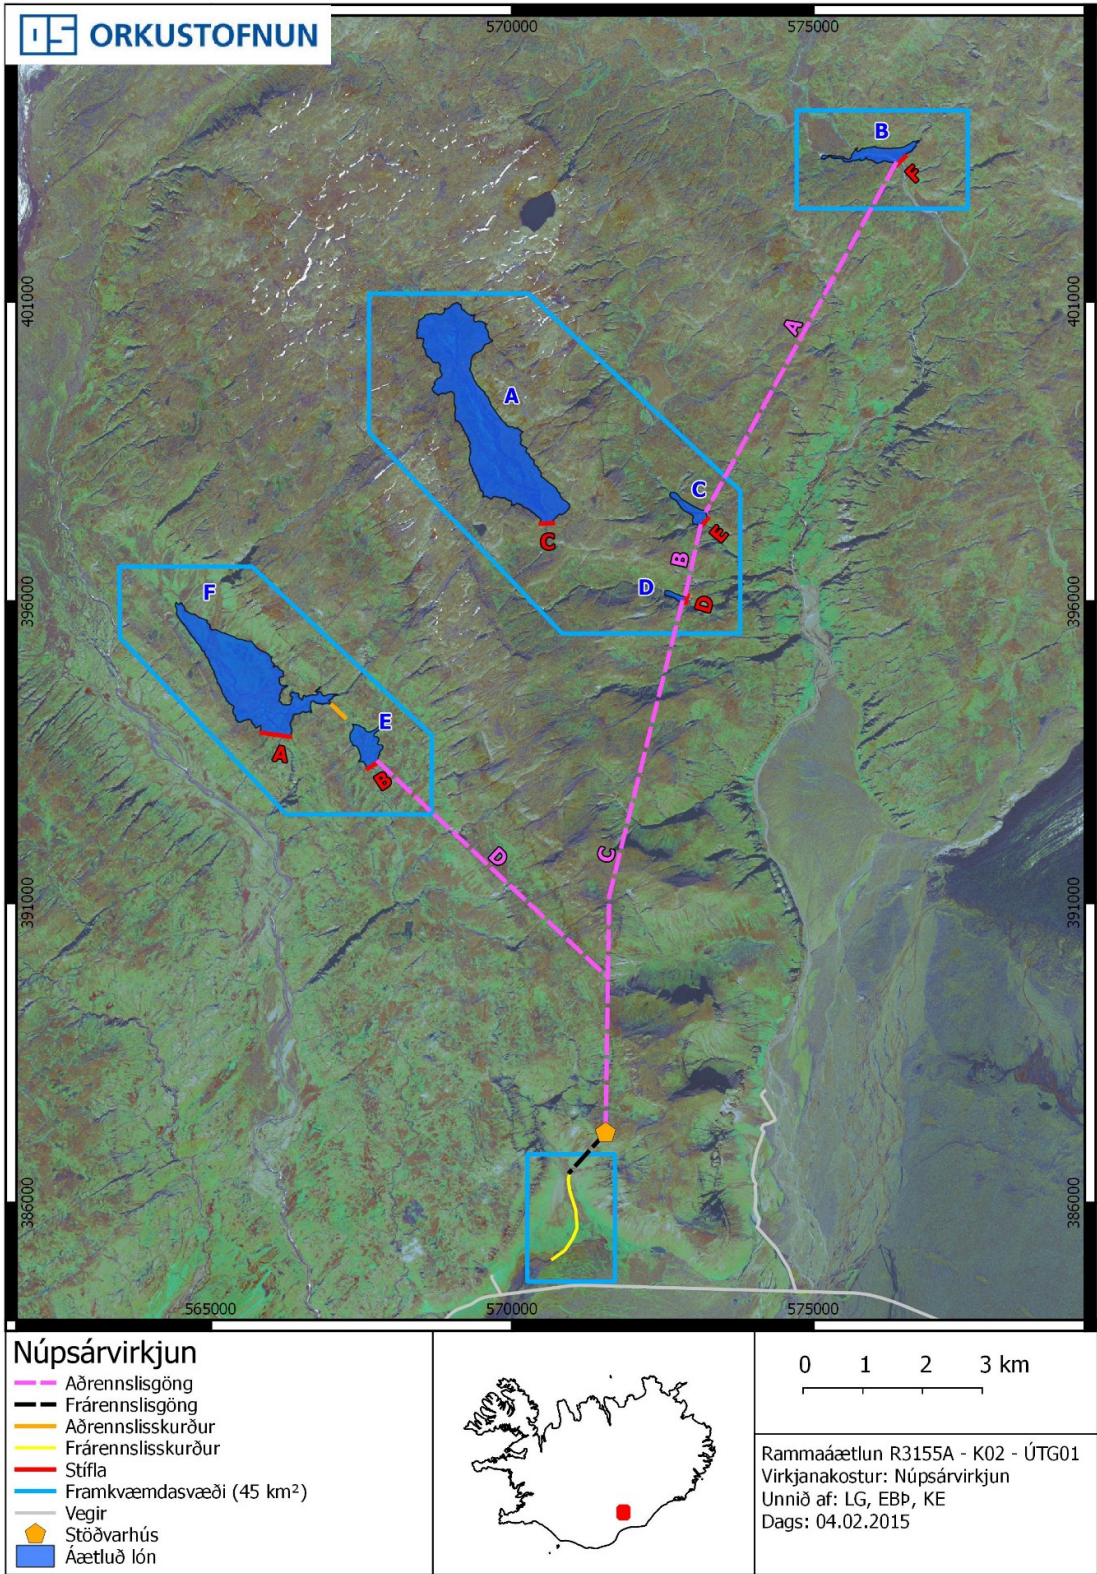 OS ORKUSTOFNUN
570000
575000
B
F
401000
401000
A
A
C
C
E
B
D
D
396000
396000
F
E
A
B
D
C
391000
391000
386000
386000
565000
570000
575000
Núpsárvirkjun
Aðrennslisgöng
Frárennslisgöng
Aðrennslisskurður
Frárennslisskurður
Stífla
Framkvæmdasvæði (45 km²)
Vegir
Stöðvarhús
Áætluð lón
0 1 2 3 km
Rammaáætlun R3155A - K02 - ÚTG01
Virkjanakostur: Núpsárvirkjun
Unnið af: LG, EBÞ, KE
Dags: 04.02.2015